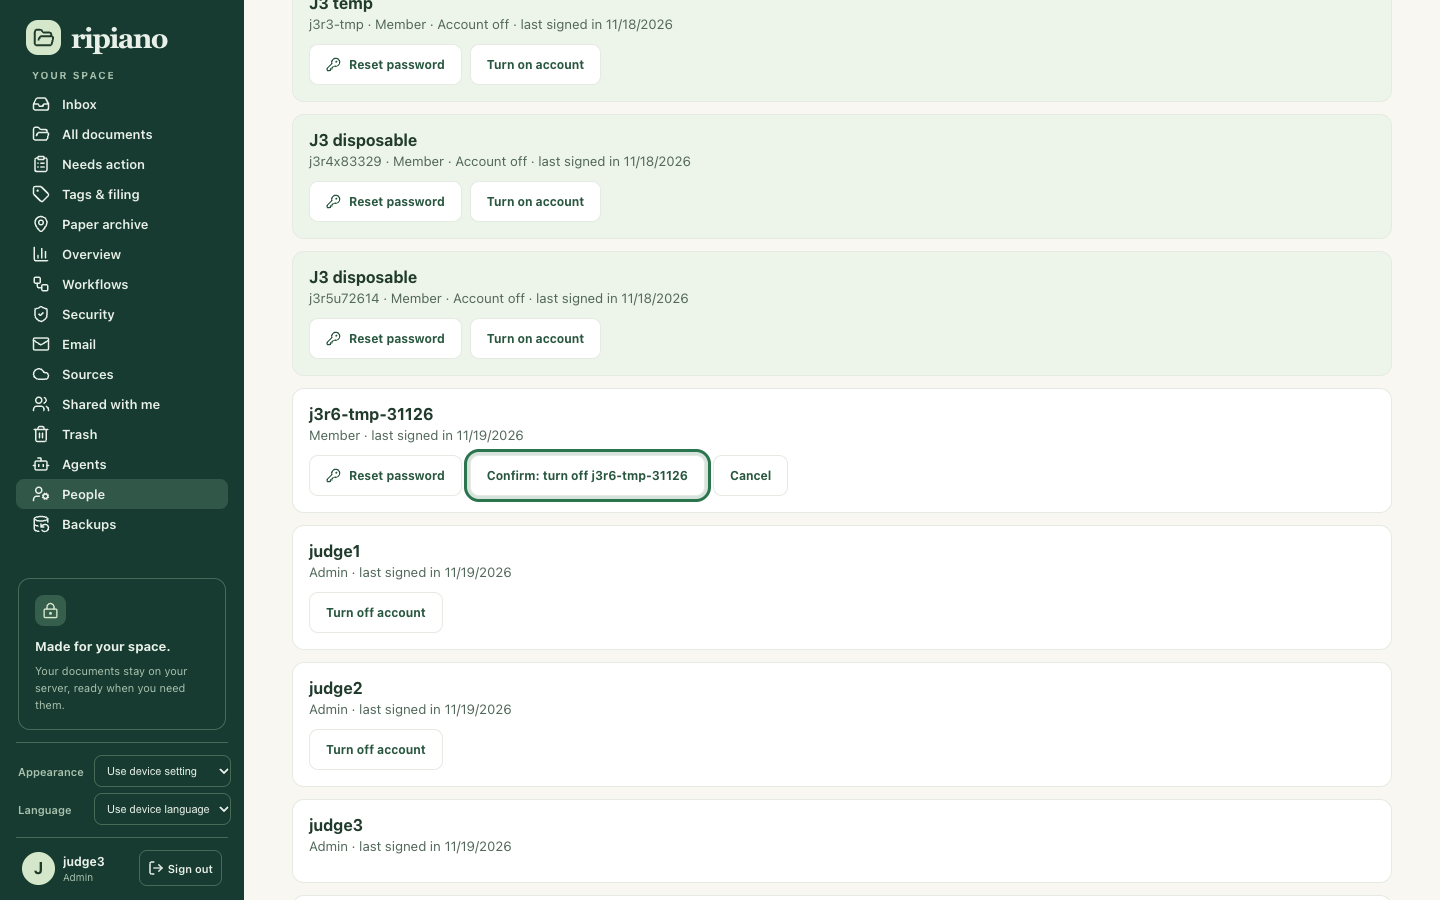 ripiano
YOUR SPACE
Inbox
All documents
Needs action
Tags & filing
Paper archive
Overview
Workflows
Security
Email
Sources
Shared with me
Trash
Agents
People
Backups
Made for your space.
Your documents stay on your
server, ready when you need
them.
Appearance
Use device setting
Language
Use device language
J
judge3
Admin
Sign out
J3 temp
j3r3-tmp · Member · Account off · last signed in 11/18/2026
Reset password
Turn on account
J3 disposable
j3r4x83329 · Member · Account off · last signed in 11/18/2026
Reset password
Turn on account
J3 disposable
j3r5u72614 · Member · Account off · last signed in 11/18/2026
Reset password
Turn on account
j3r6-tmp-31126
Member · last signed in 11/19/2026
Reset password
Confirm: turn off j3r6-tmp-31126
Cancel
judge1
Admin · last signed in 11/19/2026
Turn off account
judge2
Admin · last signed in 11/19/2026
Turn off account
judge3
Admin · last signed in 11/19/2026